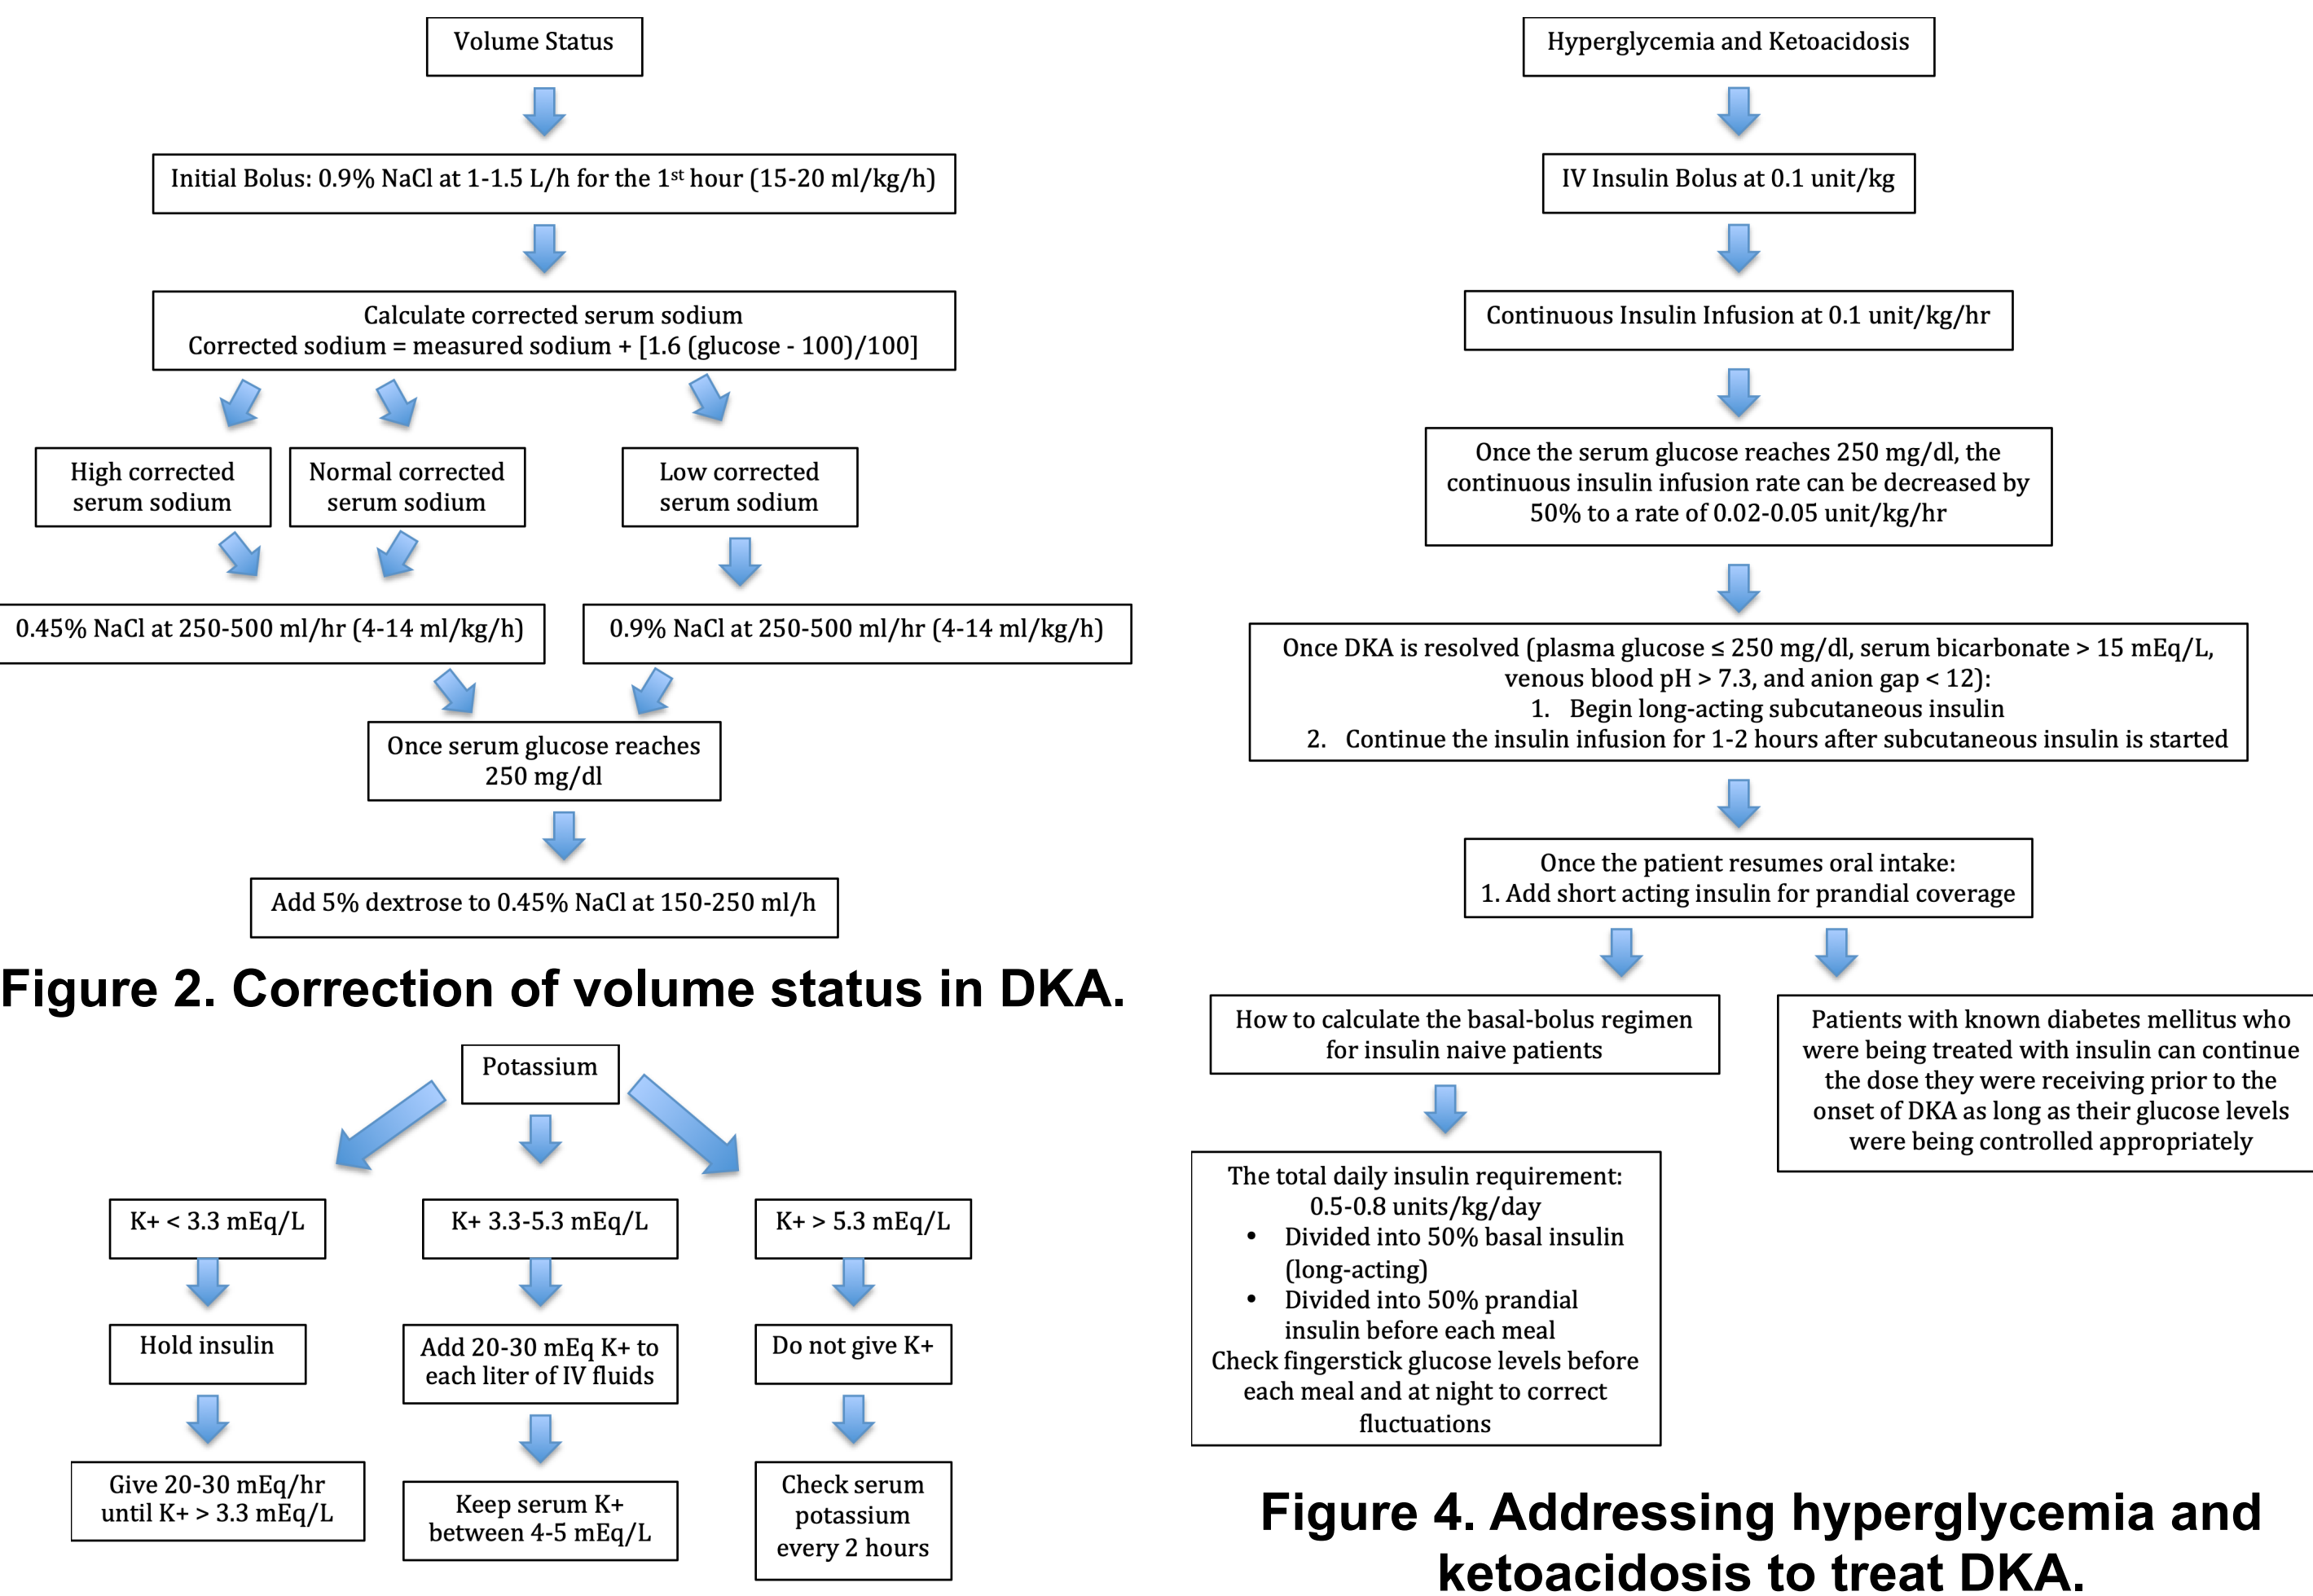 Volume Status
Initial Bolus: 0.9% NaCl at 1-1.5 L/h for the 1st hour (15-20 ml/kg/h)
Calculate corrected serum sodium
Corrected sodium = measured sodium + [1.6 (glucose - 100)/100]
High corrected
serum sodium
Normal corrected
serum sodium
Low corrected
serum sodium
0.45% NaCl at 250-500 ml/hr (4-14 ml/kg/h)
0.9% NaCl at 250-500 ml/hr (4-14 ml/kg/h)
Once serum glucose reaches
250 mg/dl
Add 5% dextrose to 0.45% NaCl at 150-250 ml/h
Figure 2. Correction of volume status in DKA.
Potassium
K+ < 3.3 mEq/L
Hold insulin
Give 20-30 mEq/hr
until K+ > 3.3 mEq/L
K+ 3.3-5.3 mEq/L
Add 20-30 mEq K+ to
each liter of IV fluids
Keep serum K+
between 4-5 mEq/L
K+ > 5.3 mEq/L
Do not give K+
Check serum
potassium
every 2 hours
Hyperglycemia and Ketoacidosis
IV Insulin Bolus at 0.1 unit/kg
Continuous Insulin Infusion at 0.1 unit/kg/hr
Once the serum glucose reaches 250 mg/dl, the
continuous insulin infusion rate can be decreased by
50% to a rate of 0.02-0.05 unit/kg/hr
Once DKA is resolved (plasma glucose ≤ 250 mg/dl, serum bicarbonate > 15 mEq/L,
venous blood pH > 7.3, and anion gap < 12):
1. Begin long-acting subcutaneous insulin
2. Continue the insulin infusion for 1-2 hours after subcutaneous insulin is started
Once the patient resumes oral intake:
1. Add short acting insulin for prandial coverage
How to calculate the basal-bolus regimen
for insulin naive patients
The total daily insulin requirement:
0.5-0.8 units/kg/day
• Divided into 50% basal insulin
(long-acting)
• Divided into 50% prandial
insulin before each meal
Check fingerstick glucose levels before
each meal and at night to correct
fluctuations
Patients with known diabetes mellitus who
were being treated with insulin can continue
the dose they were receiving prior to the
onset of DKA as long as their glucose levels
were being controlled appropriately
Figure 4. Addressing hyperglycemia and
ketoacidosis to treat DKA.